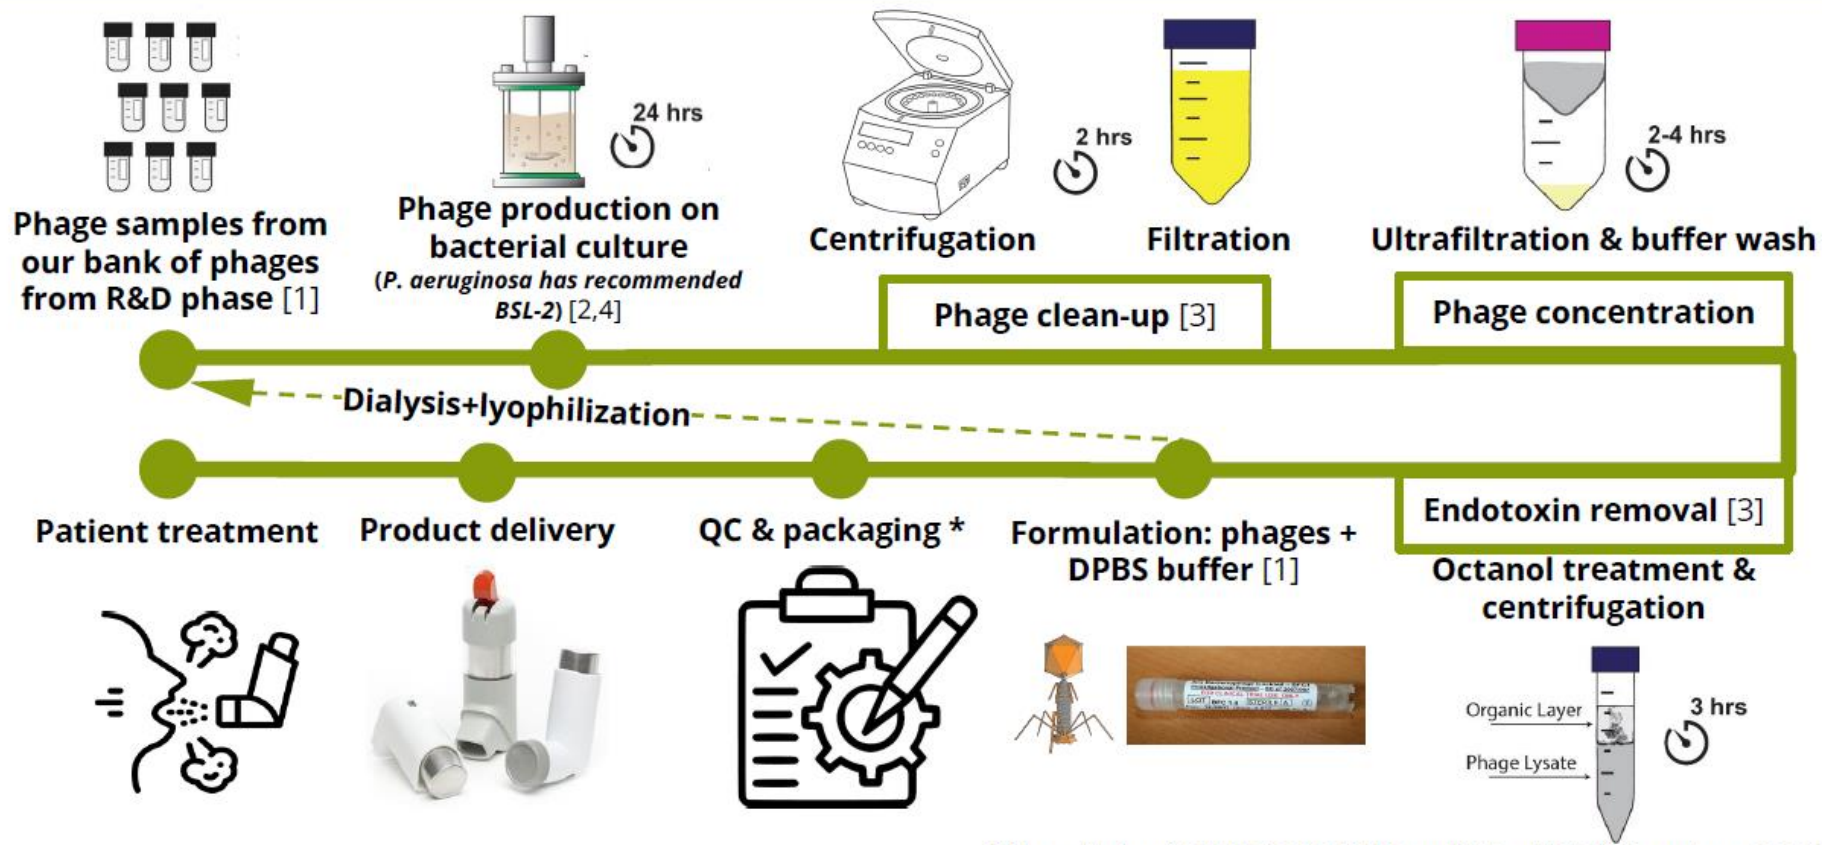 24 hrs
2 hrs
2-4 hrs
Phage samples from
our bank of phages
from R&D phase [1]
Phage production on
bacterial culture
(P. aeruginosa has recommended
BSL-2) [2,4]
Centrifugation
Filtration
Ultrafiltration & buffer wash
Phage clean-up [3]
Phage concentration
Dialysis+lyophilization
Patient treatment
Product delivery
QC & packaging *
Formulation: phages +
DPBS buffer [1]
Endotoxin removal [3]
Octanol treatment &
centrifugation
Organic Layer
Phage Lysate
3 hrs